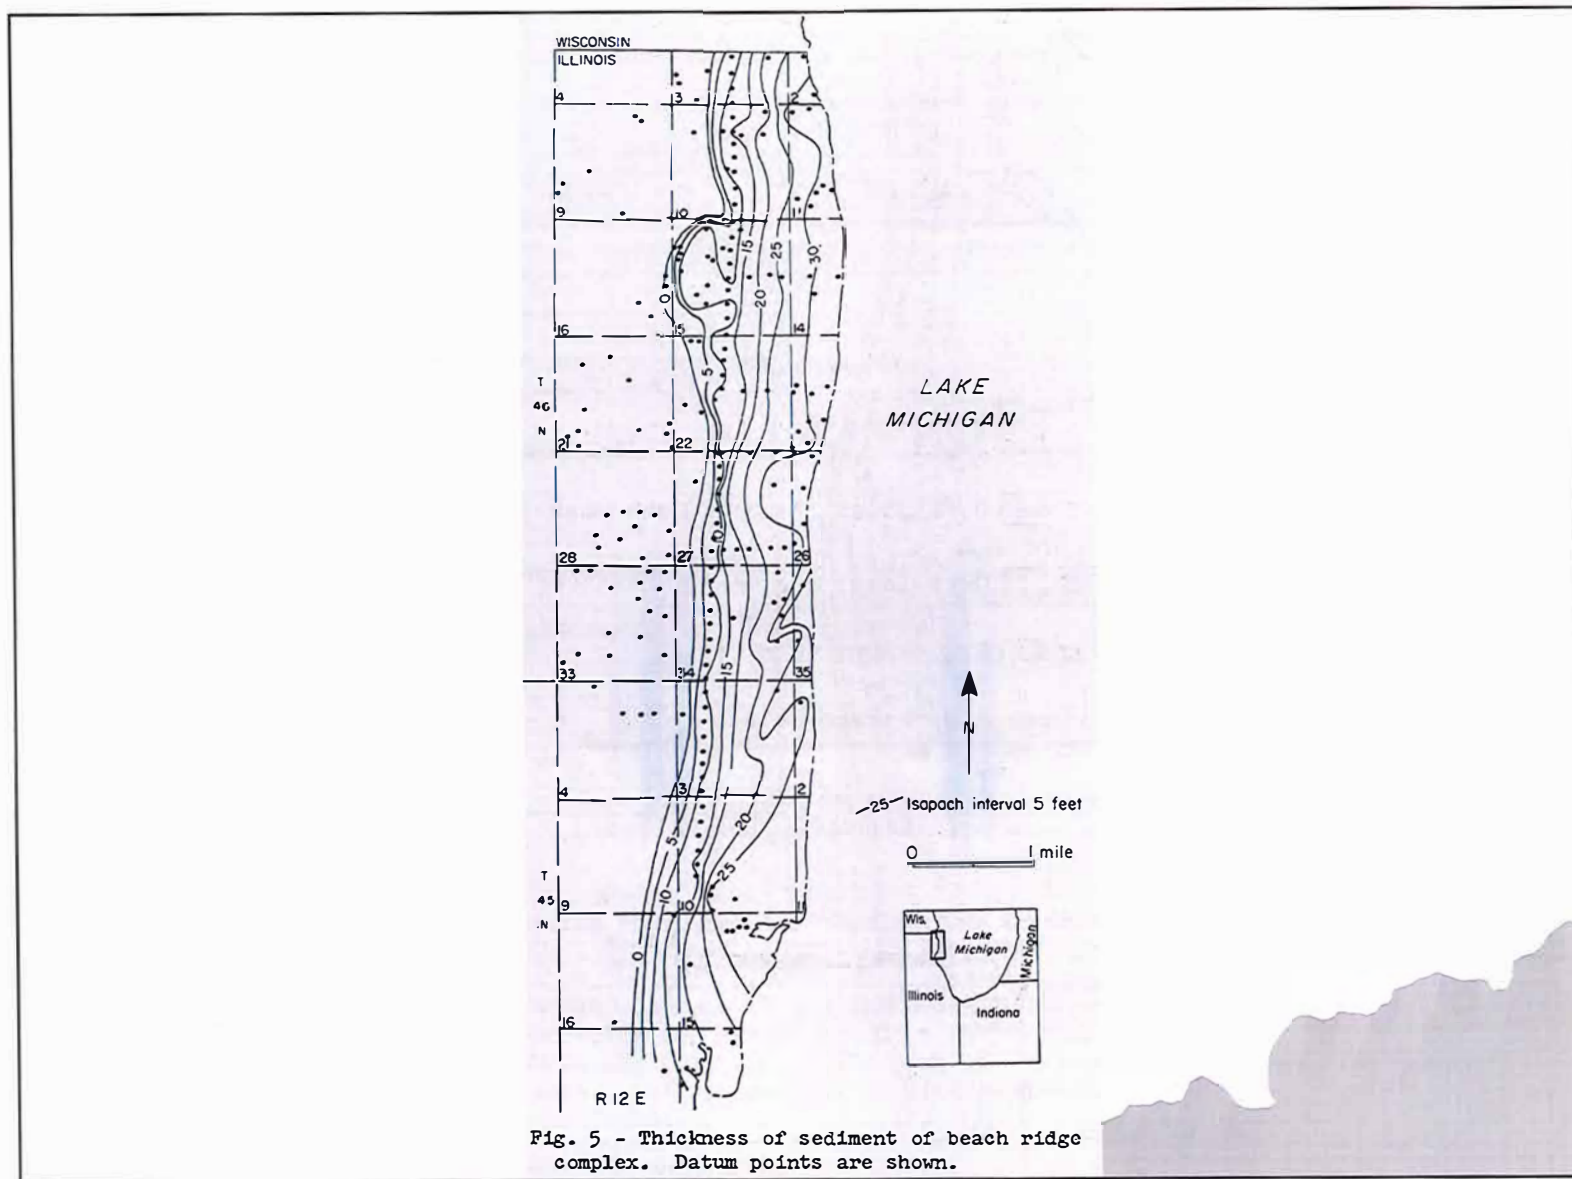 WISCONSIN
ILLINOIS
4
3
2
9
10
11
15
25
30
20
0
16
15
14
5
T
46
N
LAKE
MICHIGAN
21
22
10
28
27
26
15
33
34
35
N
4
3
2
25 Isopach interval 5 feet
20
5
0
1 mile
25
T
45
N
9
10
10
11
0
Wis.
Lake
Michigan
Michigan
Illinois
Indiana
16
15
R 12 E
Fig. 5 - Thickness of sediment of beach ridge
complex. Datum points are shown.